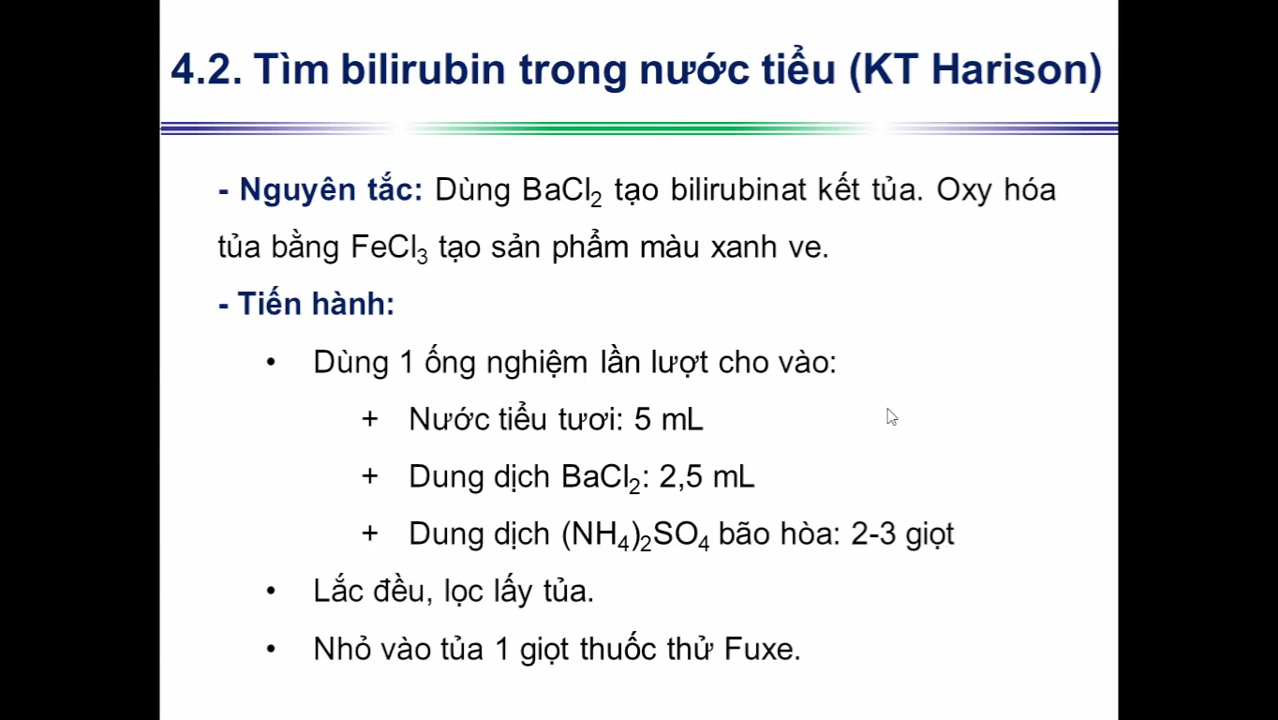 4.2. Tìm bilirubin trong nước tiểu (KT Harison)
- Nguyên tắc: Dùng BaCl₂ tạo bilirubinat kết tủa. Oxy hóa
tủa bằng FeCl₃ tạo sản phẩm màu xanh ve.
- Tiến hành:
• Dùng 1 ống nghiệm lần lượt cho vào:
+ Nước tiểu tươi: 5 mL
+ Dung dịch BaCl₂: 2,5 mL
+ Dung dịch (NH₄)₂SO₄ bão hòa: 2-3 giọt
• Lắc đều, lọc lấy tủa.
• Nhỏ vào tủa 1 giọt thuốc thử Fuxe.